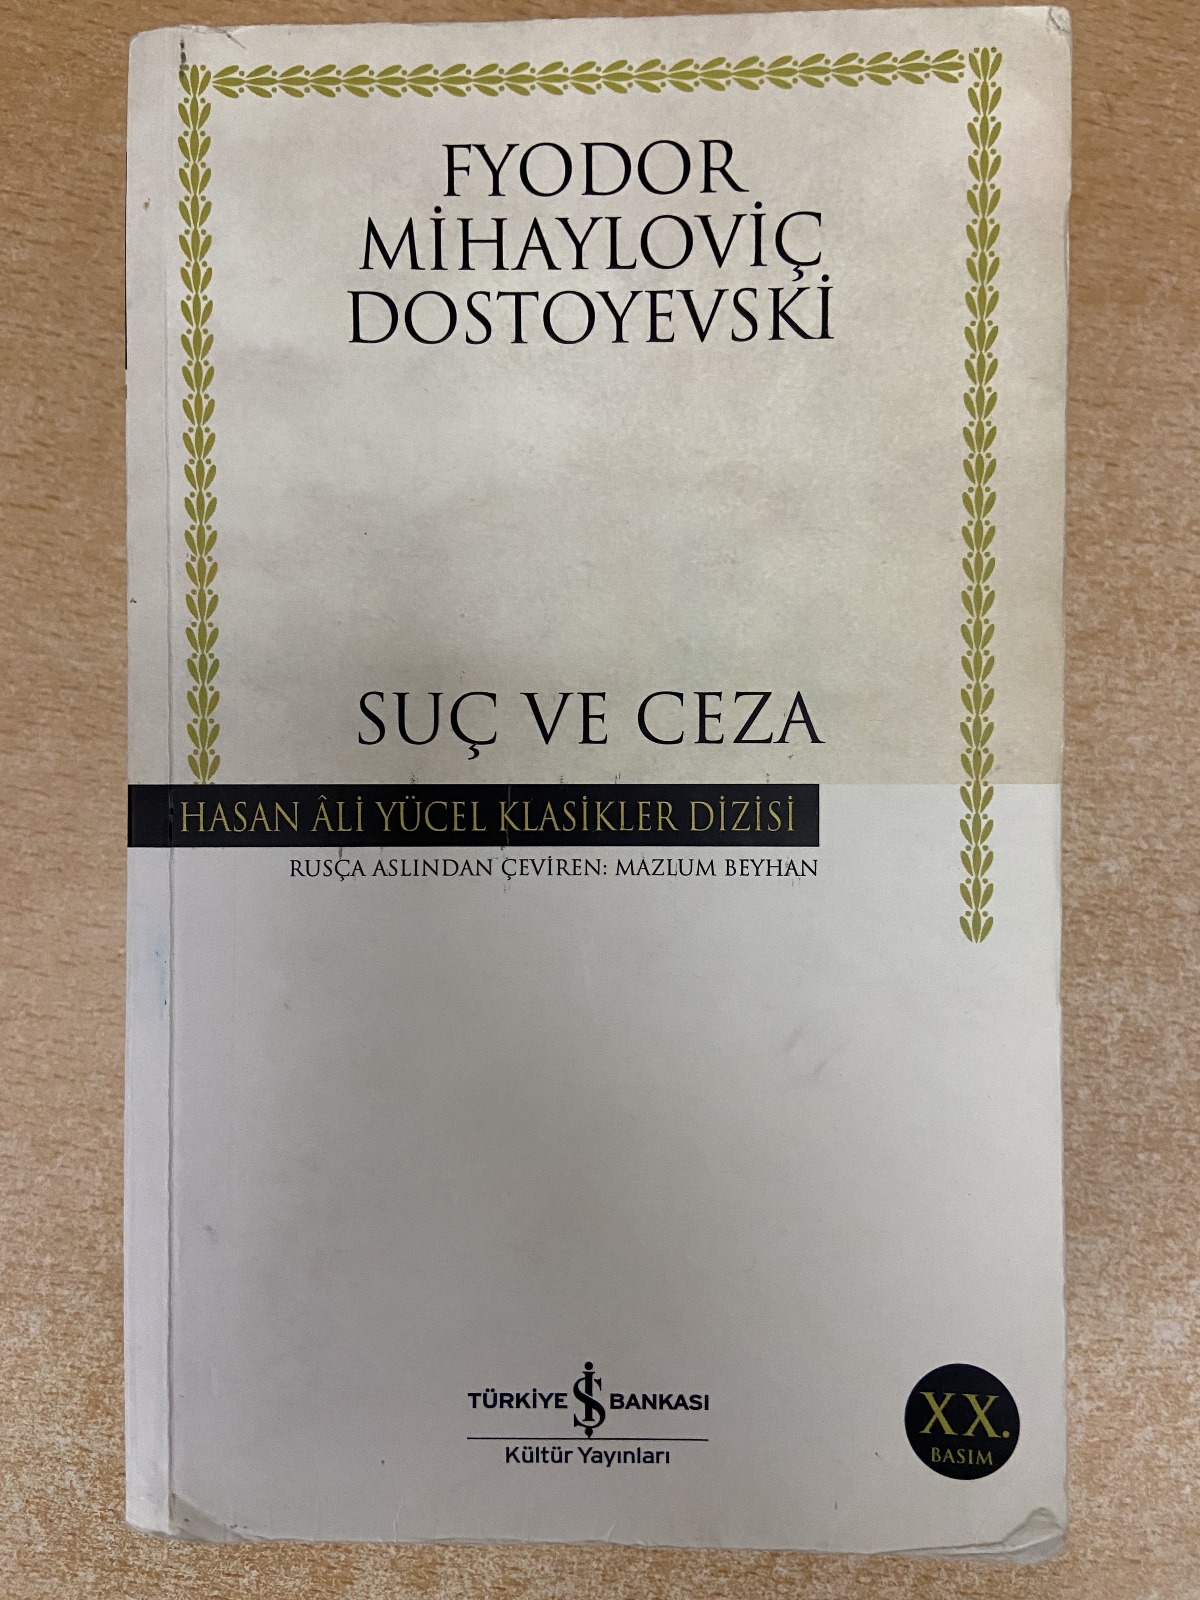 FYODOR
MİHAYLOVİÇ
DOSTOYEVSKİ
SUÇ VE CEZA
HASAN ÂLİ YÜCEL KLASİKLER DİZİSİ
RUSÇA ASLINDAN ÇEVİREN: MAZLUM BEYHAN
TÜRKİYE İŞ BANKASI
Kültür Yayınları
XX.
BASIM